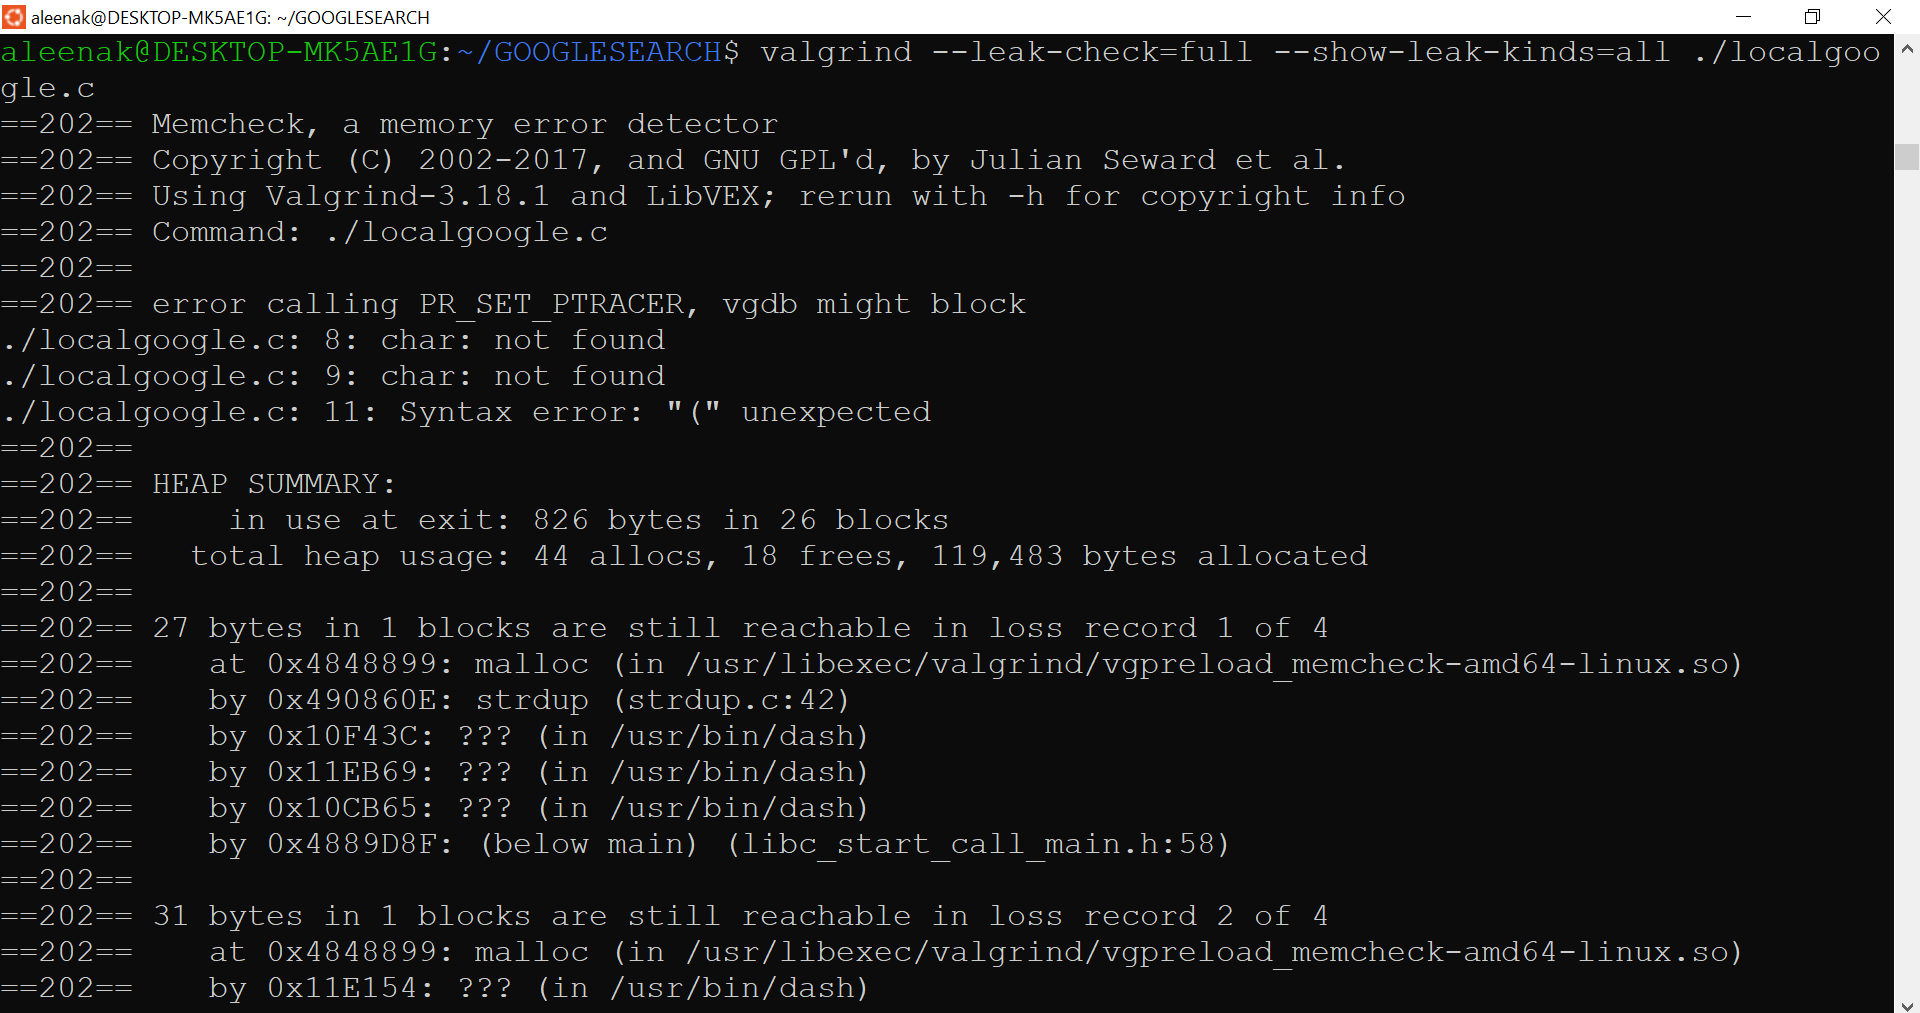 aleenak@DESKTOP-MK5AE1G: ~/GOOGLESEARCH
aleenak@DESKTOP-MK5AE1G:~/GOOGLESEARCH$ valgrind --leak-check=full --show-leak-kinds=all ./localgoo
gle.c
==202== Memcheck, a memory error detector
==202== Copyright (C) 2002-2017, and GNU GPL'd, by Julian Seward et al.
==202== Using Valgrind-3.18.1 and LibVEX; rerun with -h for copyright info
==202== Command: ./localgoogle.c
==202==
==202== error calling PR_SET_PTRACER, vgdb might block
./localgoogle.c: 8: char: not found
./localgoogle.c: 9: char: not found
./localgoogle.c: 11: Syntax error: "(" unexpected
==202==
==202== HEAP SUMMARY:
==202==     in use at exit: 826 bytes in 26 blocks
==202==   total heap usage: 44 allocs, 18 frees, 119,483 bytes allocated
==202==
==202== 27 bytes in 1 blocks are still reachable in loss record 1 of 4
==202==    at 0x4848899: malloc (in /usr/libexec/valgrind/vgpreload_memcheck-amd64-linux.so)
==202==    by 0x490860E: strdup (strdup.c:42)
==202==    by 0x10F43C: ??? (in /usr/bin/dash)
==202==    by 0x11EB69: ??? (in /usr/bin/dash)
==202==    by 0x10CB65: ??? (in /usr/bin/dash)
==202==    by 0x4889D8F: (below main) (libc_start_call_main.h:58)
==202==
==202== 31 bytes in 1 blocks are still reachable in loss record 2 of 4
==202==    at 0x4848899: malloc (in /usr/libexec/valgrind/vgpreload_memcheck-amd64-linux.so)
==202==    by 0x11E154: ??? (in /usr/bin/dash)